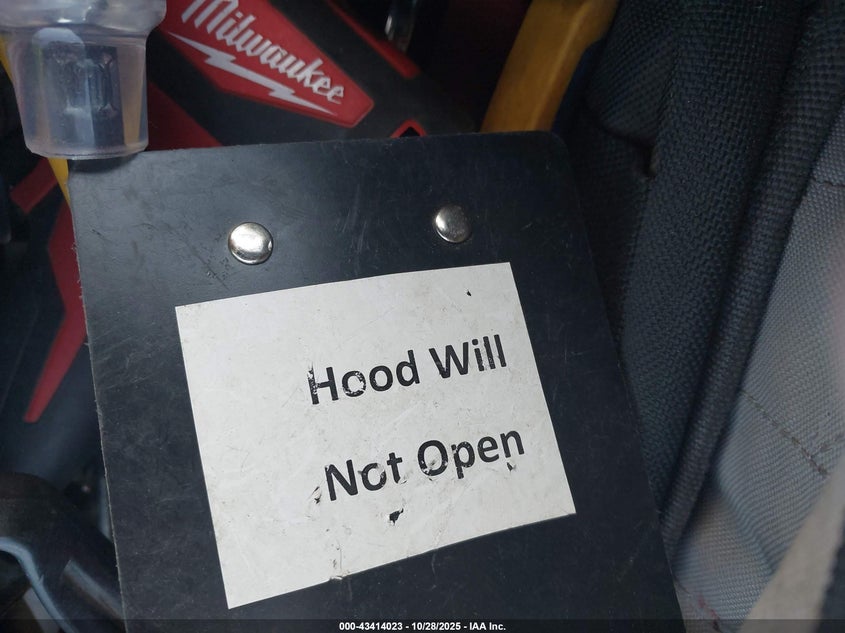 Milwaukee
Hood Will
Not Open
000-43414023 - 10/28/2025 - IAA Inc.